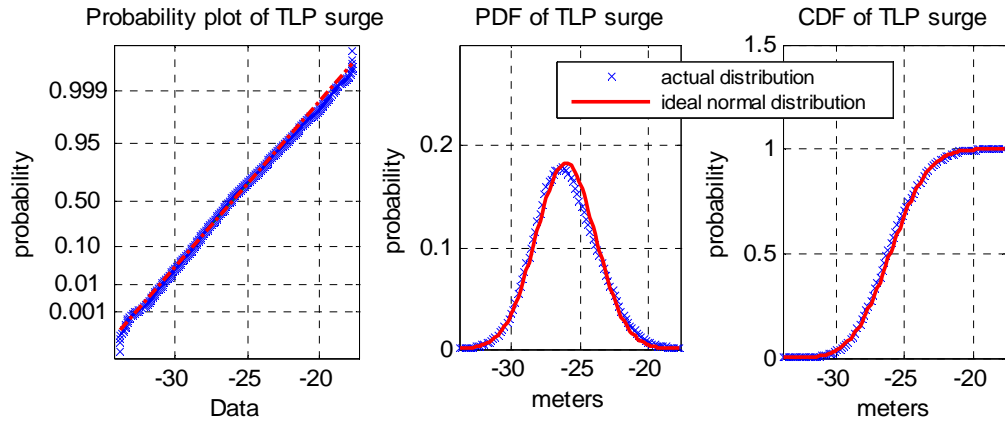 Probability plot of TLP surge
0.999
0.95
0.50
0.10
0.01
0.001
probability
-30
-20
Data
PDF of TLP surge
0.2
0.1
0
probability
-30
-25
-20
meters
actual distribution
ideal normal distribution
CDF of TLP surge
1.5
1
0.5
0
probability
-30
-25
-20
meters